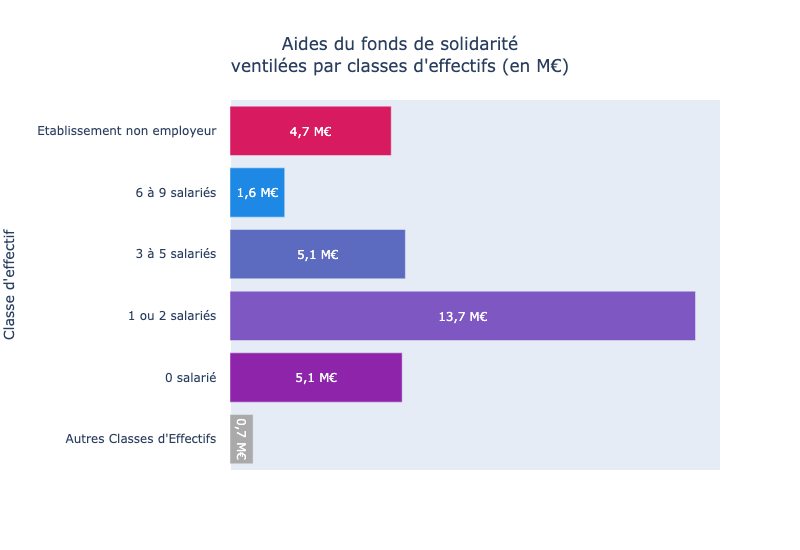 Aides du fonds de solidarité
ventilées par classes d'effectifs (en M€)
Classe d'effectif
Etablissement non employeur
4,7 M€
6 à 9 salariés
1,6 M€
3 à 5 salariés
5,1 M€
1 ou 2 salariés
13,7 M€
0 salarié
5,1 M€
Autres Classes d'Effectifs
0,7 M€